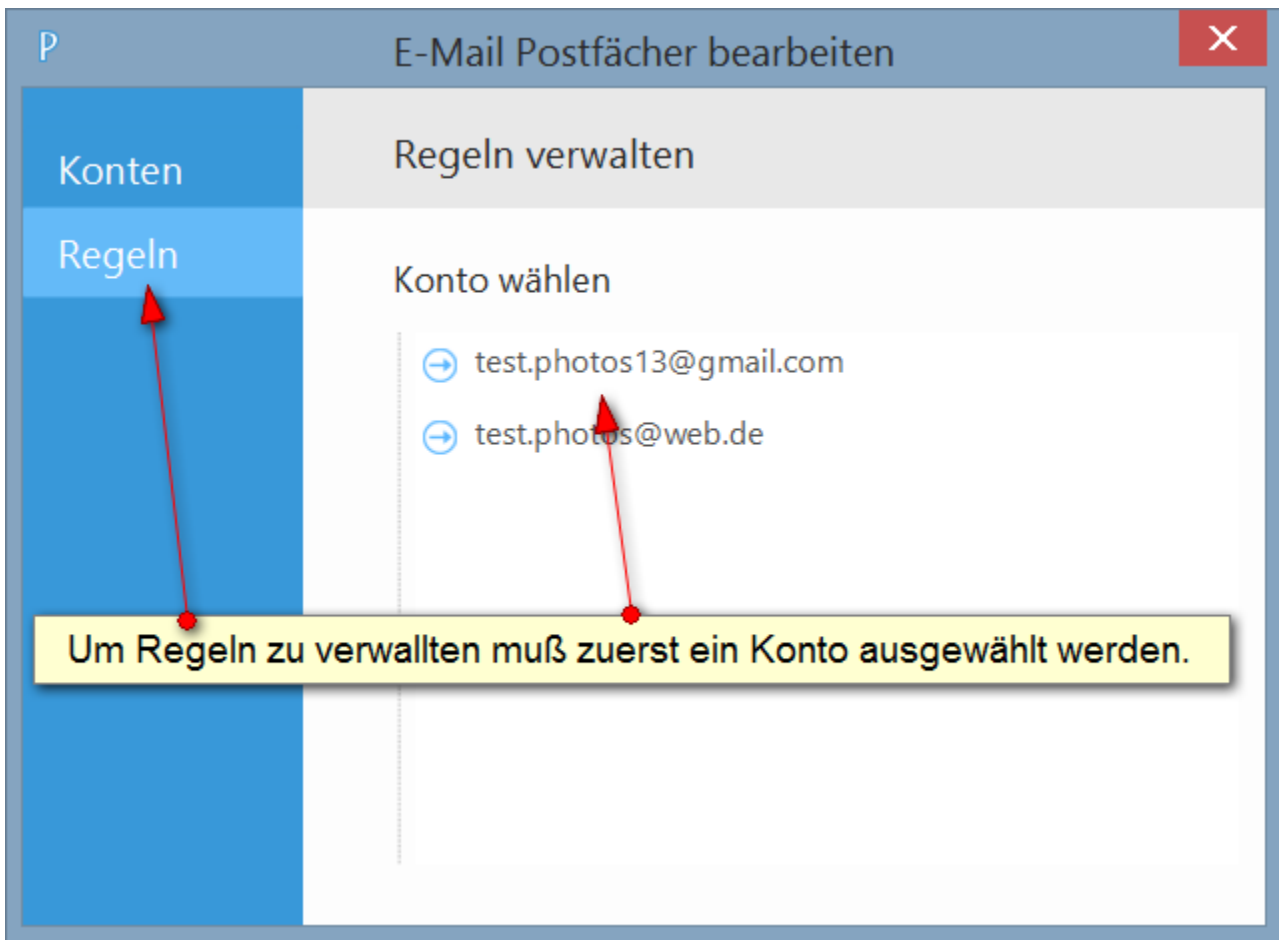 P
E-Mail Postfächer bearbeiten
Konten
Regeln
Regeln verwalten
Konto wählen
test.photos13@gmail.com
test.photos@web.de
Um Regeln zu verwallten muß zuerst ein Konto ausgewählt werden.